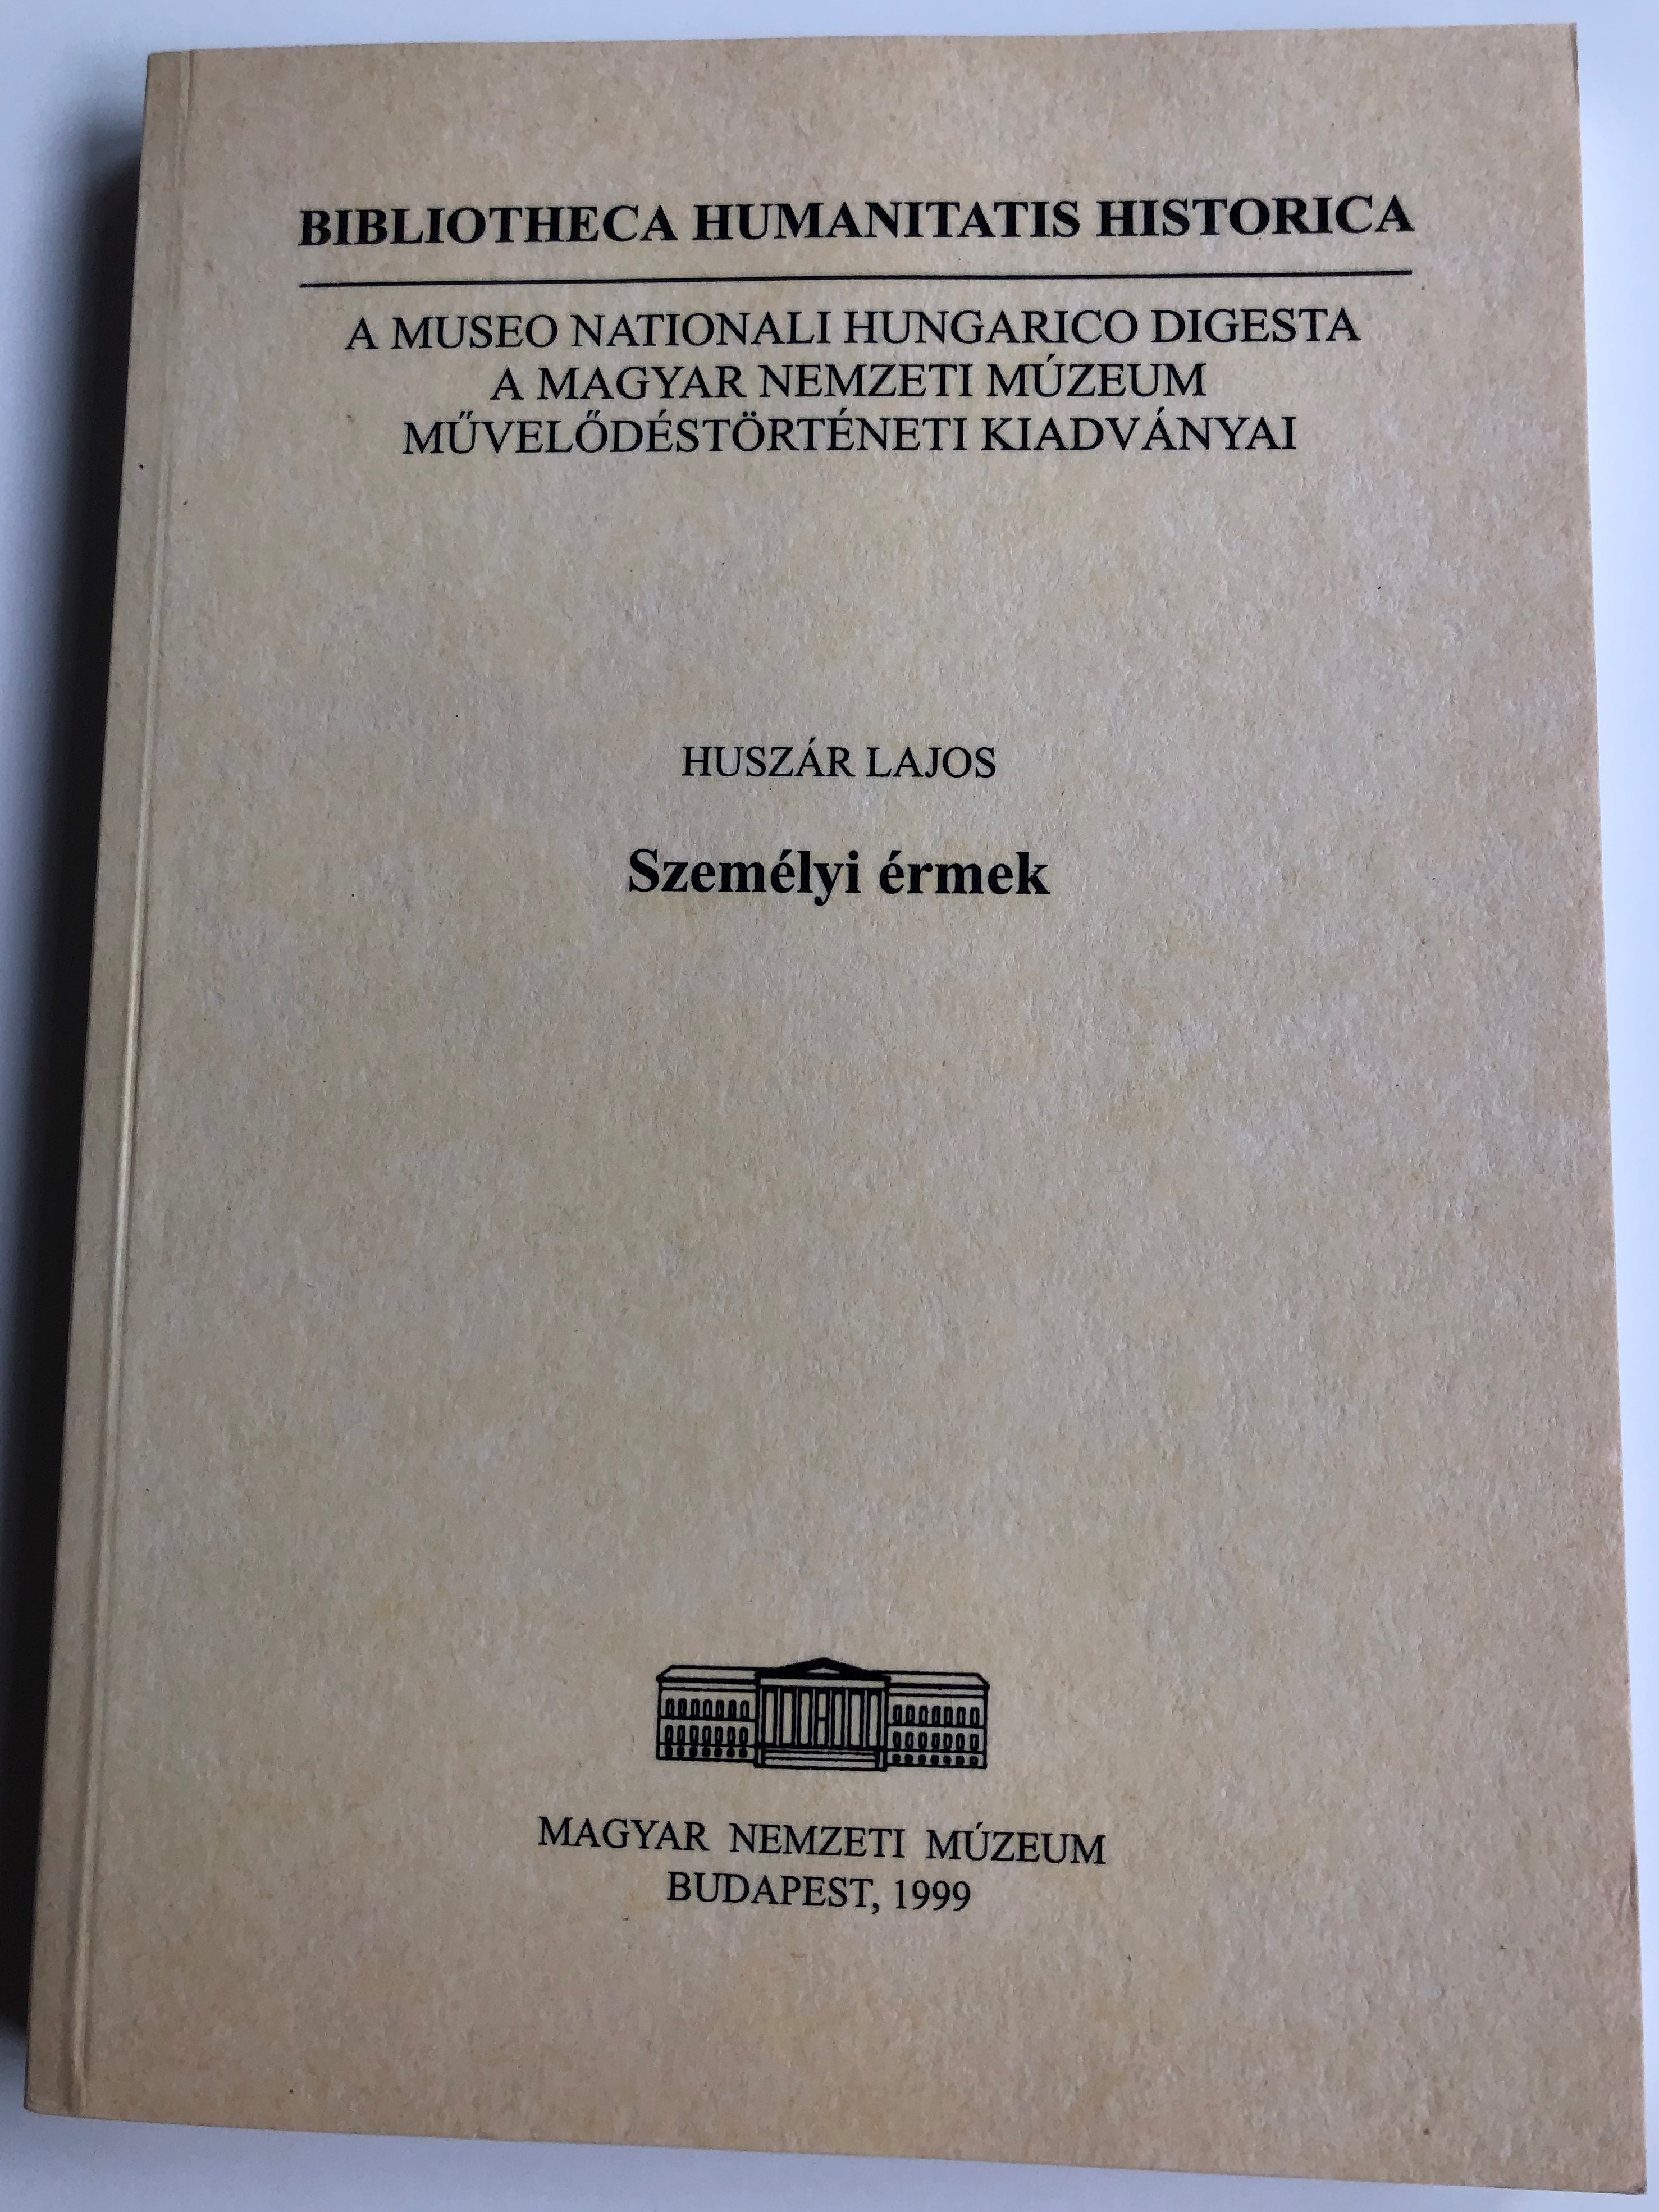 BIBLIOTHECA HUMANITATIS HISTORICA
A MUSEO NATIONALI HUNGARICO DIGESTA
A MAGYAR NEMZETI MÚZEUM
MŰVELŐDÉSTÖRTÉNETI KIADVÁNYAI
HUSZÁR LAJOS
Személyi érmek
MAGYAR NEMZETI MÚZEUM
BUDAPEST, 1999